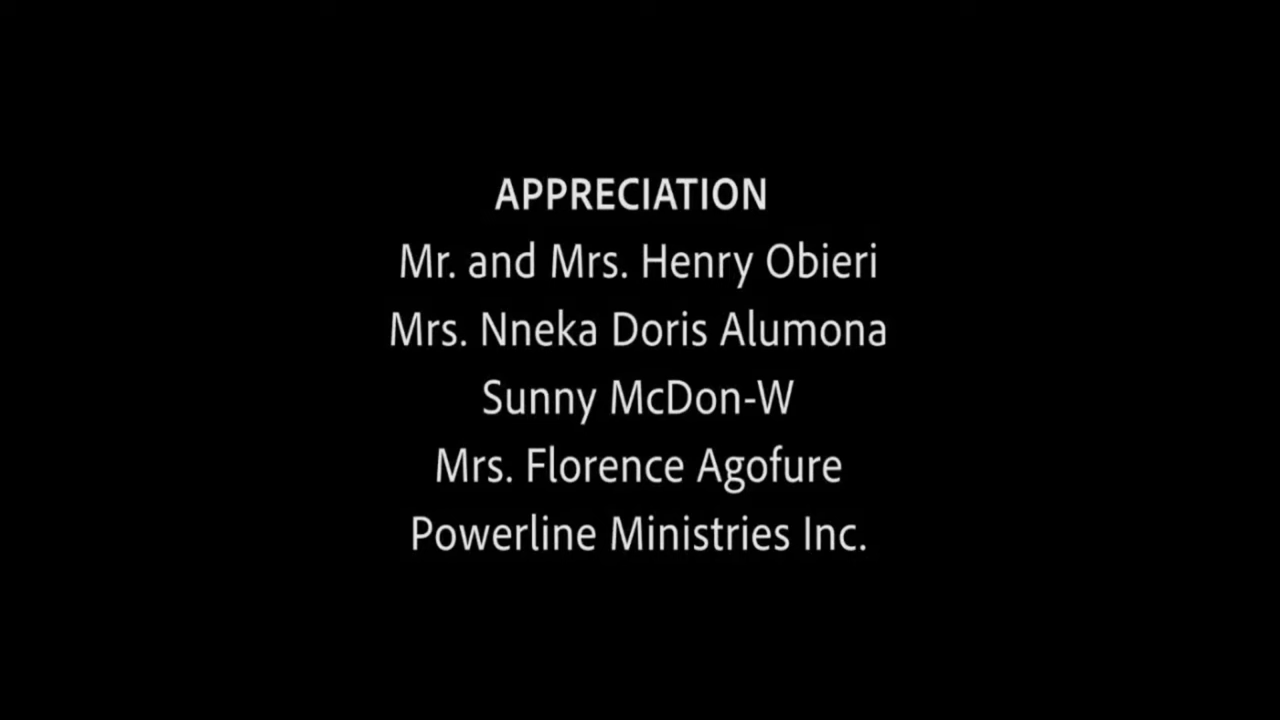 APPRECIATION
Mr. and Mrs. Henry Obieri
Mrs. Nneka Doris Alumona
Sunny McDon-W
Mrs. Florence Agofure
Powerline Ministries Inc.